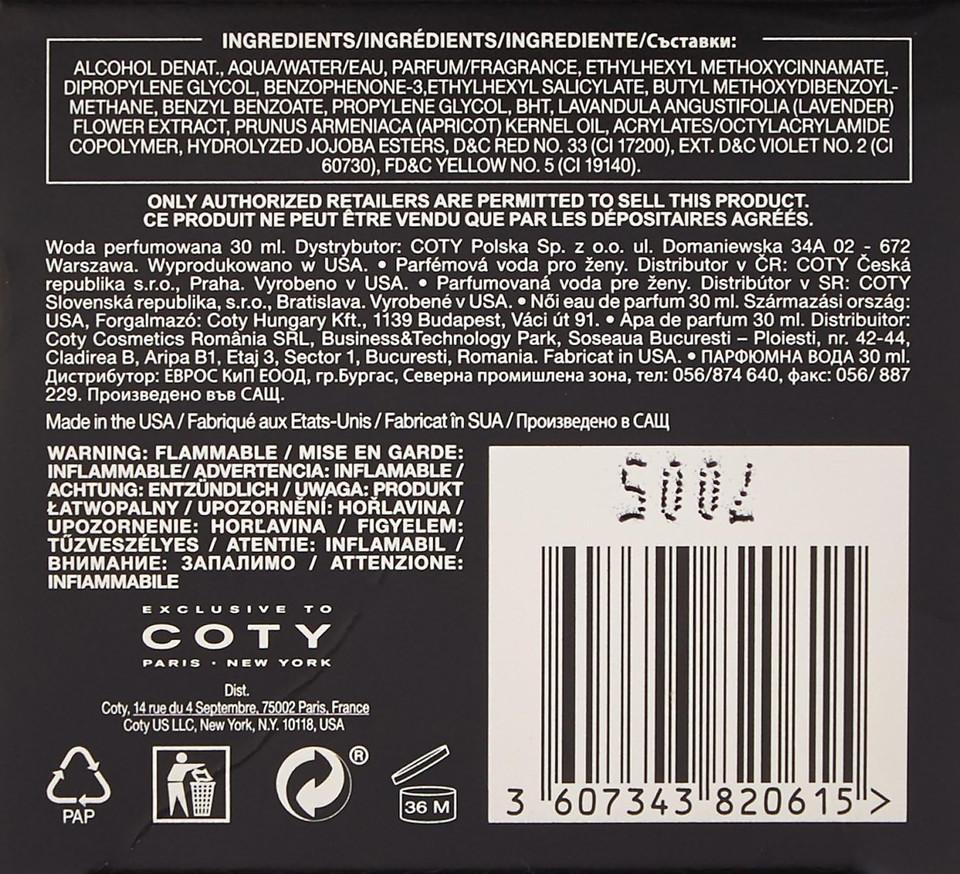 INGREDIENTS/INGRÉDIENTS/INGREDIENTE/Съставки:
ALCOHOL DENAT., AQUA/WATER/EAU, PARFUM/FRAGRANCE, ETHYLHEXYL METHOXYCINNAMATE,
DIPROPYLENE GLYCOL, BENZOPHENONE-3,ETHYLHEXYL SALICYLATE, BUTYL METHOXYDIBENZOYL-
METHANE, BENZYL BENZOATE, PROPYLENE GLYCOL, BHT, LAVANDULA ANGUSTIFOLIA (LAVENDER)
FLOWER EXTRACT, PRUNUS ARMENIACA (APRICOT) KERNEL OIL, ACRYLATES/OCTYLACRYLAMIDE
COPOLYMER, HYDROLYZED JOJOBA ESTERS, D&C RED NO. 33 (CI 17200), EXT. D&C VIOLET NO. 2 (CI
60730), FD&C YELLOW NO. 5 (CI 19140).
ONLY AUTHORIZED RETAILERS ARE PERMITTED TO SELL THIS PRODUCT.
CE PRODUIT NE PEUT ÊTRE VENDU QUE PAR LES DÉPOSITAIRES AGRÉÉS.
Woda perfumowana 30 ml. Dystrybutor: COTY Polska Sp. z o.o. ul. Domaniewska 34A 02 - 672
Warszawa. Wyprodukowano w USA. • Parfémová voda pro ženy. Distributor v ČR: COTY Česká
republika s.r.o., Praha. Vyrobeno v USA. • Parfumovaná voda pre ženy. Distribútor v SR: COTY
Slovenská republika, s.r.o., Bratislava. Vyrobené v USA. • Női eau de parfum 30 ml. Származási ország:
USA, Forgalmazó: Coty Hungary Kft., 1139 Budapest, Váci út 91. • Apa de parfum 30 ml. Distribuitor:
Coty Cosmetics România SRL, Business&Technology Park, Soseaua Bucuresti – Ploiesti, nr. 42-44,
Cladirea B, Aripa B1, Etaj 3, Sector 1, Bucuresti, Romania. Fabricat in USA. • ПАРФЮМНА ВОДА 30 ml.
Дистрибутор: ЕВРОС КиП ЕООД, гр.Бургас, Северна промишлена зона, тел: 056/874 640, факс: 056/ 887
229. Произведено във САЩ.
Made in the USA / Fabriqué aux Etats-Unis / Fabricat în SUA / Произведено в САЩ
WARNING: FLAMMABLE / MISE EN GARDE:
INFLAMMABLE/ ADVERTENCIA: INFLAMABLE /
ACHTUNG: ENTZÜNDLICH / UWAGA: PRODUKT
ŁATWOPALNY / UPOZORNĚNÍ: HOŘLAVINA /
UPOZORNENIE: HORĽAVINA / FIGYELEM:
TŰZVESZÉLYES / ATENTIE: INFLAMABIL /
ВНИМАНИЕ: ЗАПАЛИМО / ATTENZIONE:
INFIAMMABILE
5002
EXCLUSIVE TO
COTY
PARIS · NEW YORK
Dist.
Coty, 14 rue du 4 Septembre, 75002 Paris, France
Coty US LLC, New York, N.Y. 10118, USA
PAP
®
36 M
3 607343 820615 >